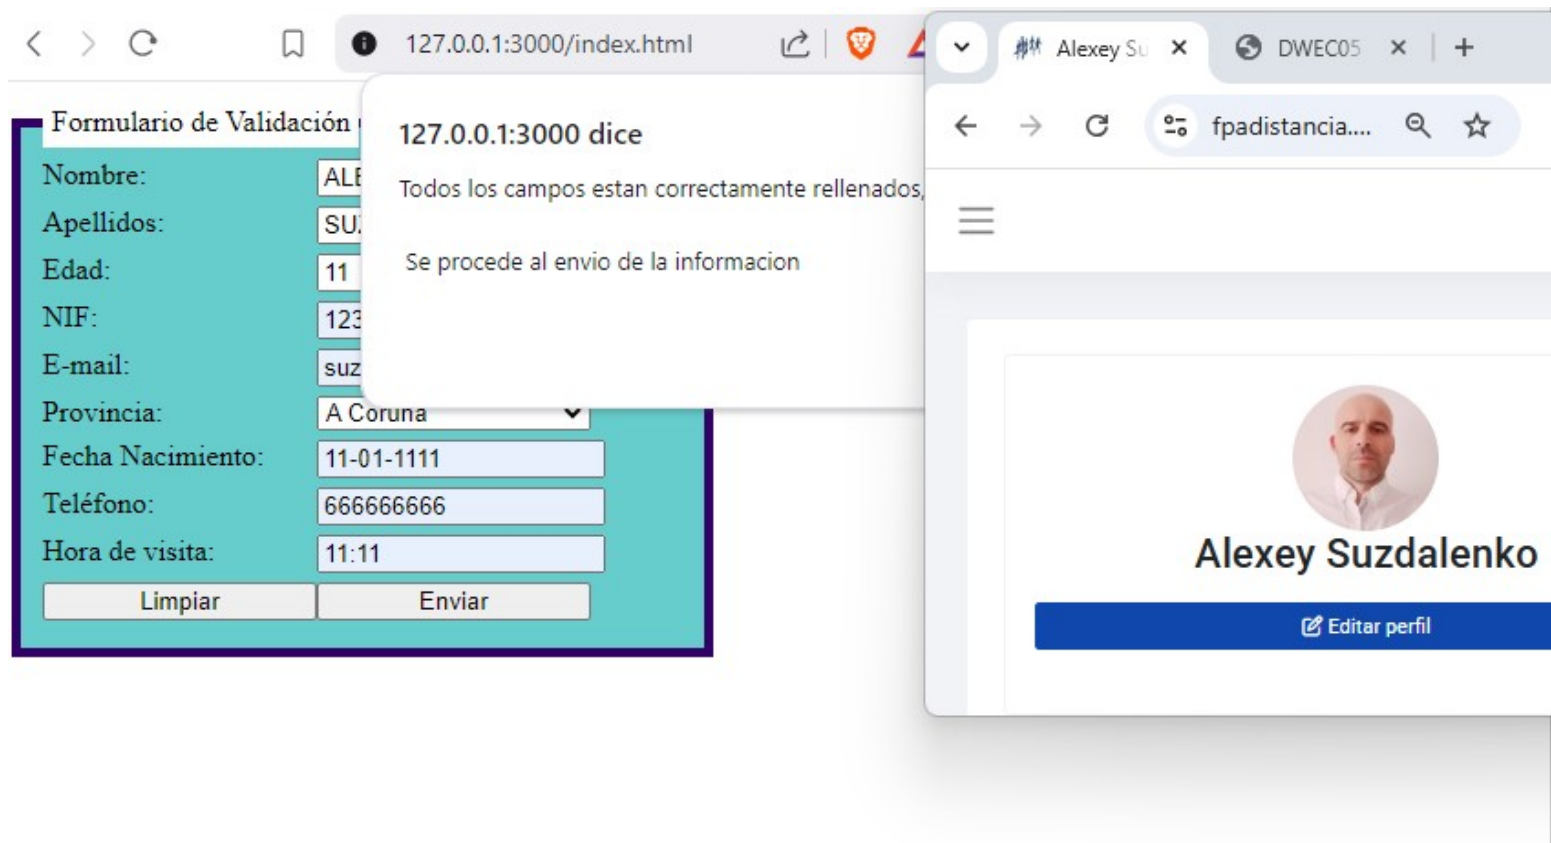 127.0.0.1:3000/index.html
Formulario de Validación
127.0.0.1:3000 dice
Todos los campos estan correctamente rellenados,
Se procede al envio de la informacion
Nombre:
Apellidos:
Edad: 11
NIF: 123
E-mail: suz
Provincia: A Coruna
Fecha Nacimiento: 11-01-1111
Teléfono: 666666666
Hora de visita: 11:11
Limpiar Enviar
Alexey Su DWEC05
fpadistancia....
Alexey Suzdalenko
Editar perfil